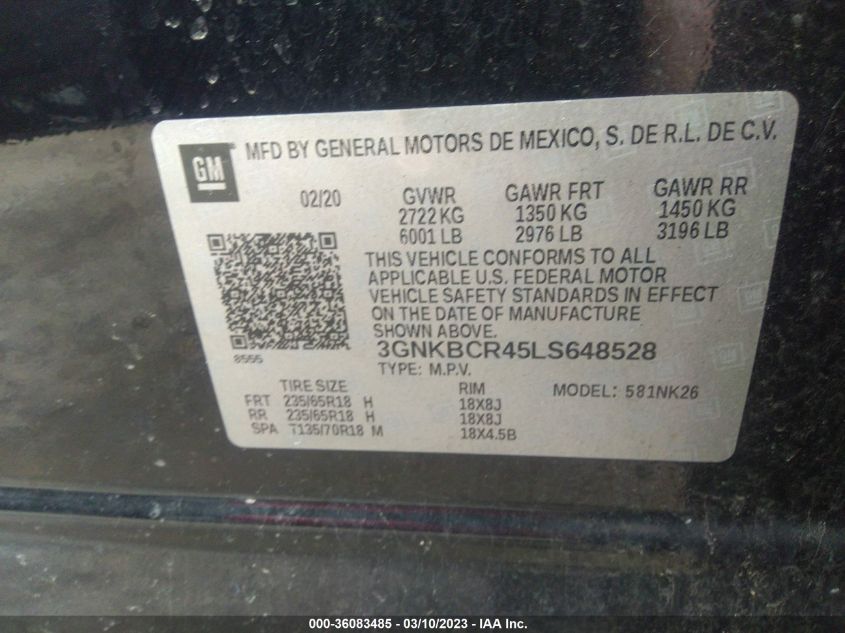 GM
MFD BY GENERAL MOTORS DE MEXICO, S. DE R.L. DE C.V.
02/20 GVWR GAWR FRT GAWR RR
2722 KG 1350 KG 1450 KG
6001 LB 2976 LB 3196 LB
THIS VEHICLE CONFORMS TO ALL
APPLICABLE U.S. FEDERAL MOTOR
VEHICLE SAFETY STANDARDS IN EFFECT
ON THE DATE OF MANUFACTURE
SHOWN ABOVE.
8555
3GNKBCR45LS648528
TYPE: M.P.V.
TIRE SIZE RIM MODEL: 581NK26
FRT 235/65R18 H 18X8J
RR 235/65R18 H 18X8J
SPA T135/70R18 M 18X4.5B
000-36083485 - 03/10/2023 - IAA Inc.